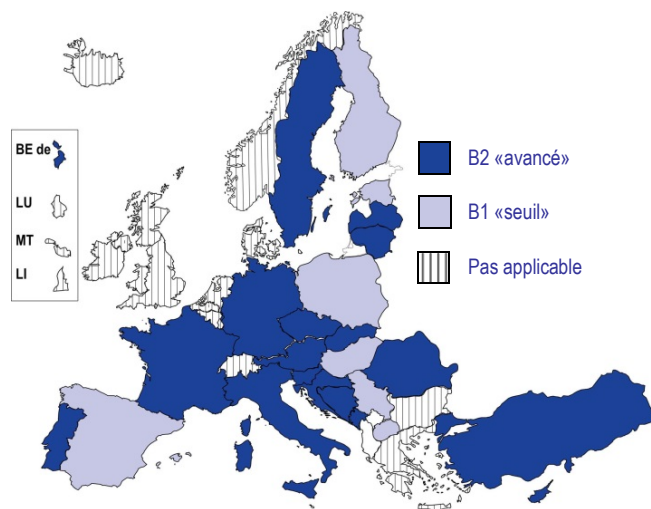 BE de
LU
MT
LI
B2 «avancé»
B1 «seuil»
Pas applicable